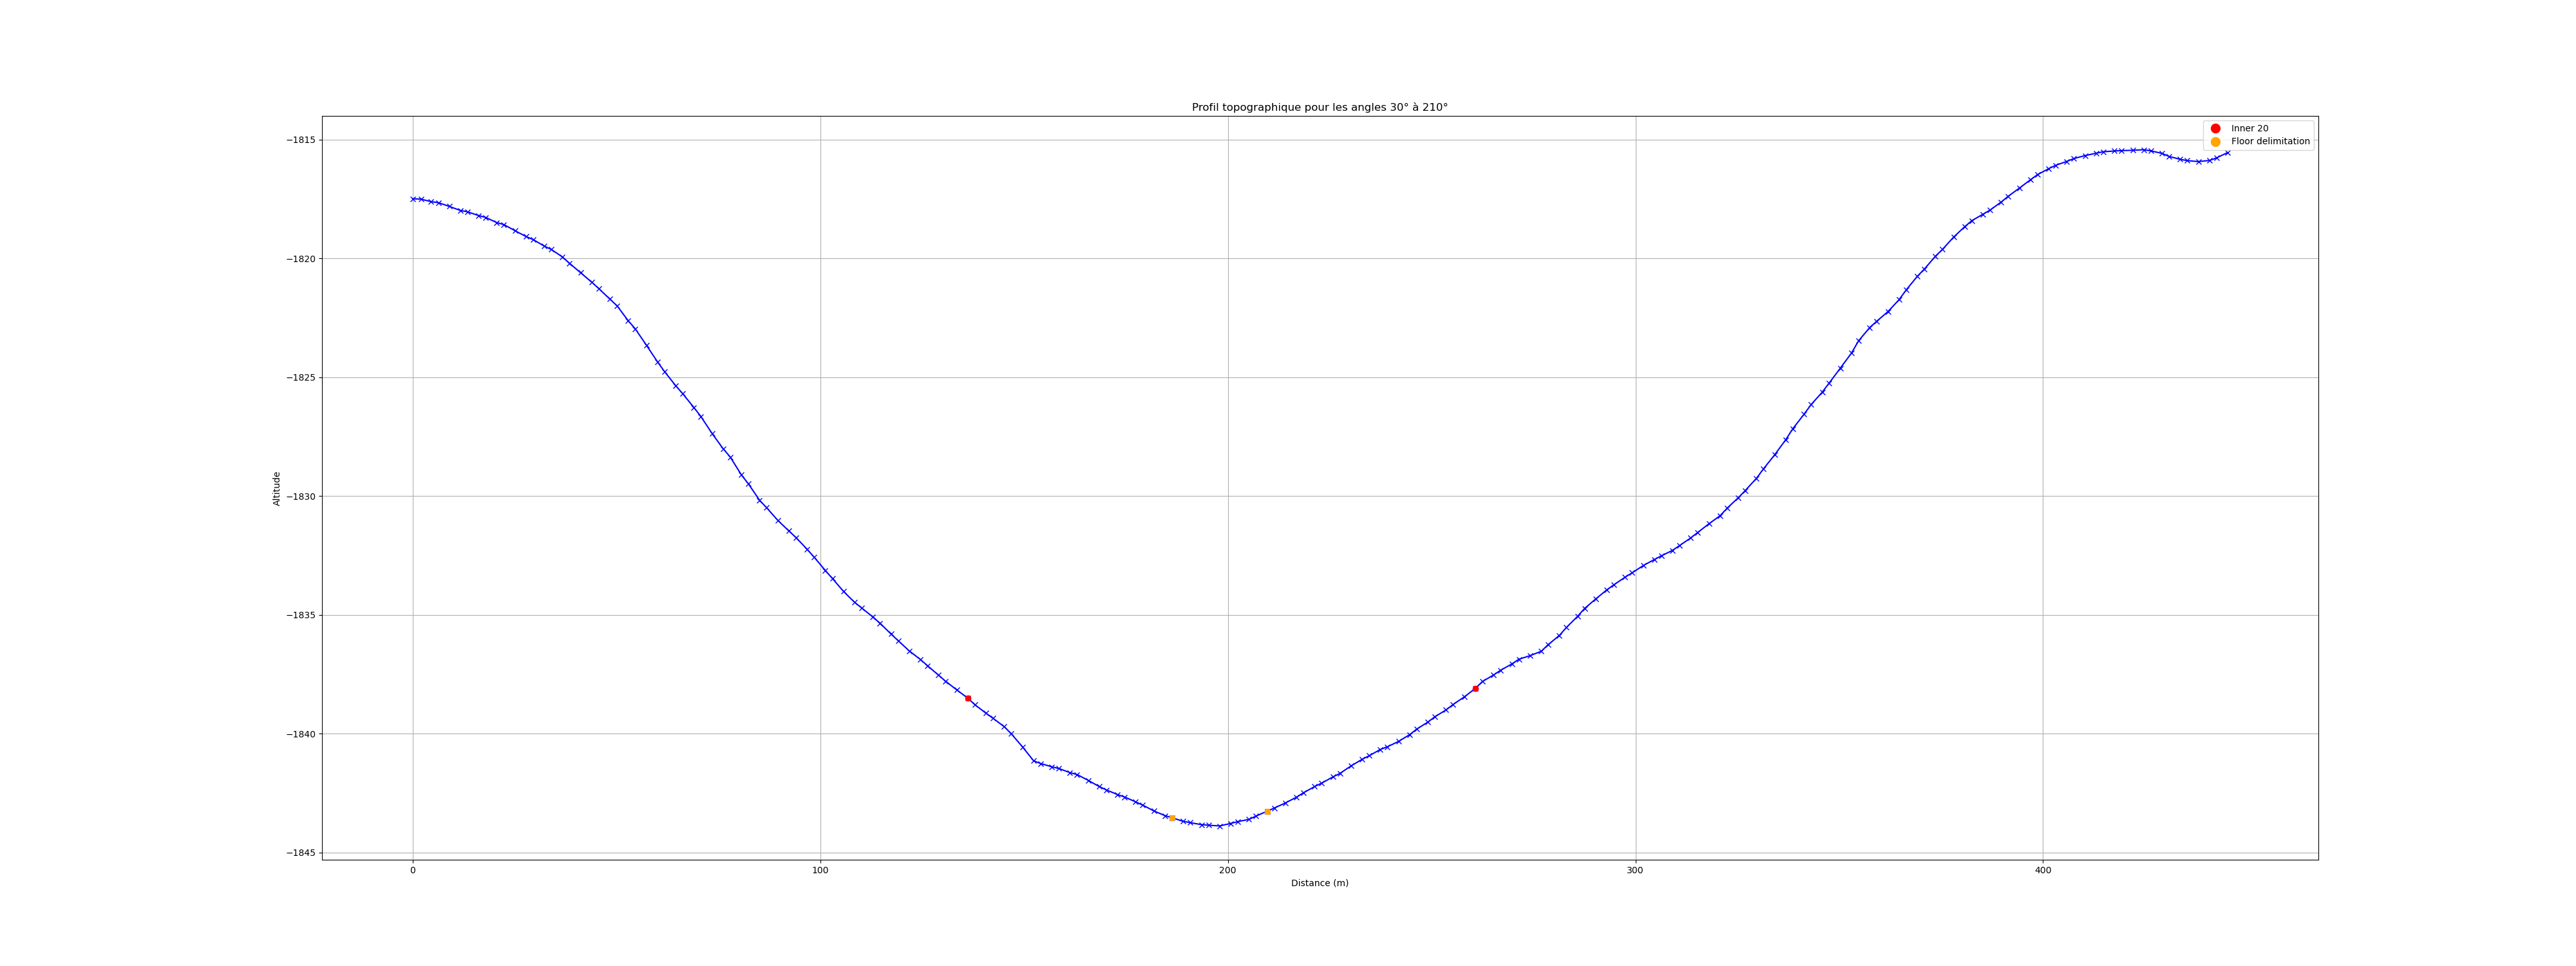 Profil topographique pour les angles 30° à 210°
Inner 20
Floor delimitation
Altitude
−1815
−1820
−1825
−1830
−1835
−1840
−1845
0
100
200
300
400
Distance (m)